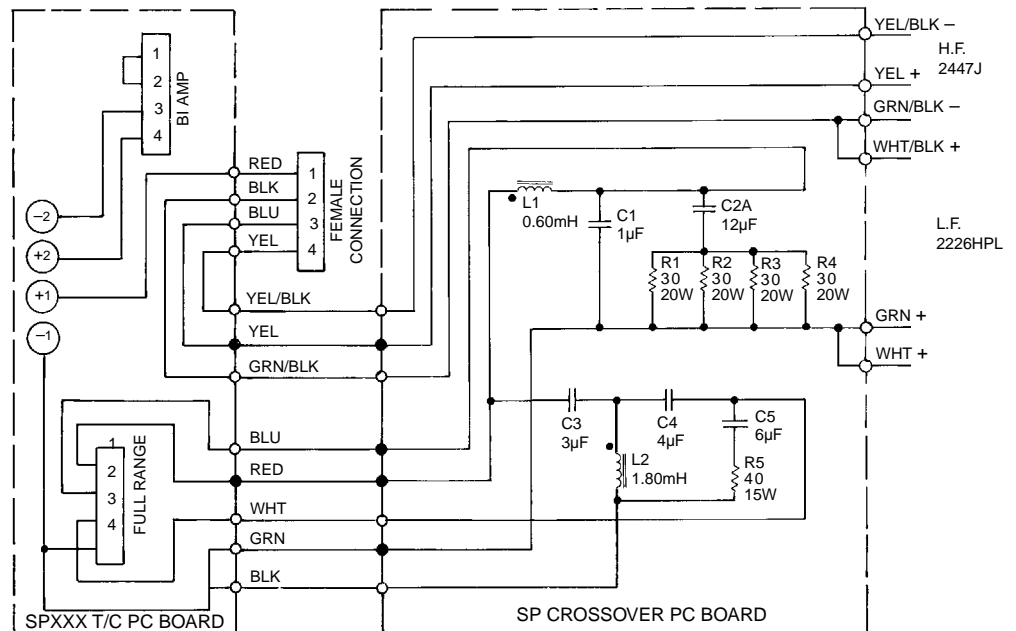 1
2
3
4
BI AMP
−2
+2
+1
−1
RED
BLK
BLU
YEL
1
2
3
4
FEMALE
CONNECTION
YEL/BLK
YEL
GRN/BLK
BLU
RED
WHT
GRN
BLK
1
2
3
4
FULL RANGE
SPXXX T/C PC BOARD
YEL/BLK −
H.F.
2447J
YEL +
GRN/BLK −
WHT/BLK +
L1
0.60mH
C1
1µF
C2A
12µF
L.F.
2226HPL
R1
30
20W
R2
30
20W
R3
30
20W
R4
30
20W
GRN +
WHT +
C3
3µF
C4
4µF
C5
6µF
L2
1.80mH
R5
40
15W
SP CROSSOVER PC BOARD